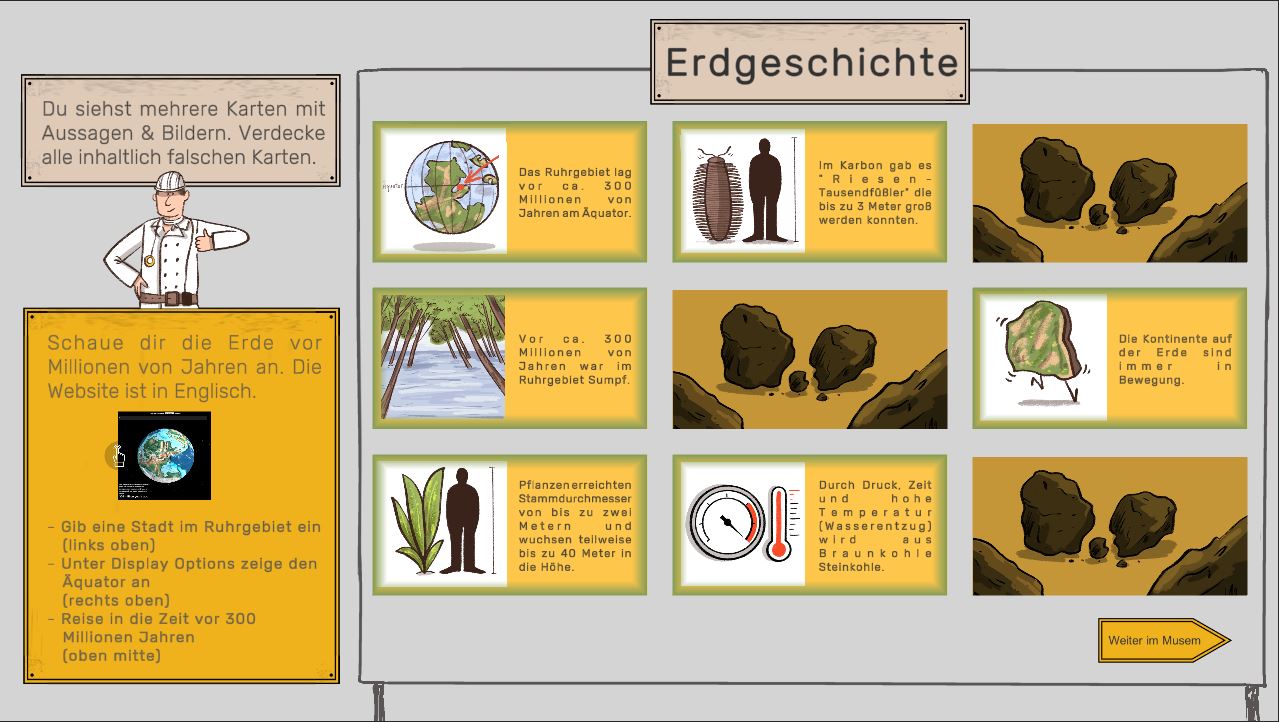 Erdgeschichte
Du siehst mehrere Karten mit
Aussagen & Bildern. Verdecke
alle inhaltlich falschen Karten.
Schaue dir die Erde vor
Millionen von Jahren an. Die
Website ist in Englisch.
- Gib eine Stadt im Ruhrgebiet ein
(links oben)
- Unter Display Options zeige den
Äquator an
(rechts oben)
- Reise in die Zeit vor 300
Millionen Jahren
(oben mitte)
Äquator
Das Ruhrgebiet lag
vor ca. 300
Millionen von
Jahren am Äquator.
Im Karbon gab es
"Riesen-
Tausendfüßler" die
bis zu 3 Meter groß
werden konnten.
Vor ca. 300
Millionen von
Jahren war im
Ruhrgebiet Sumpf.
Die Kontinente auf
der Erde sind
immer in
Bewegung.
Pflanzen erreichten
Stammdurchmesser
von bis zu zwei
Metern und
wuchsen teilweise
bis zu 40 Meter in
die Höhe.
Durch Druck, Zeit
und hohe
Temperatur
(Wasserentzug)
wird aus
Braunkohle
Steinkohle.
Weiter im Musem